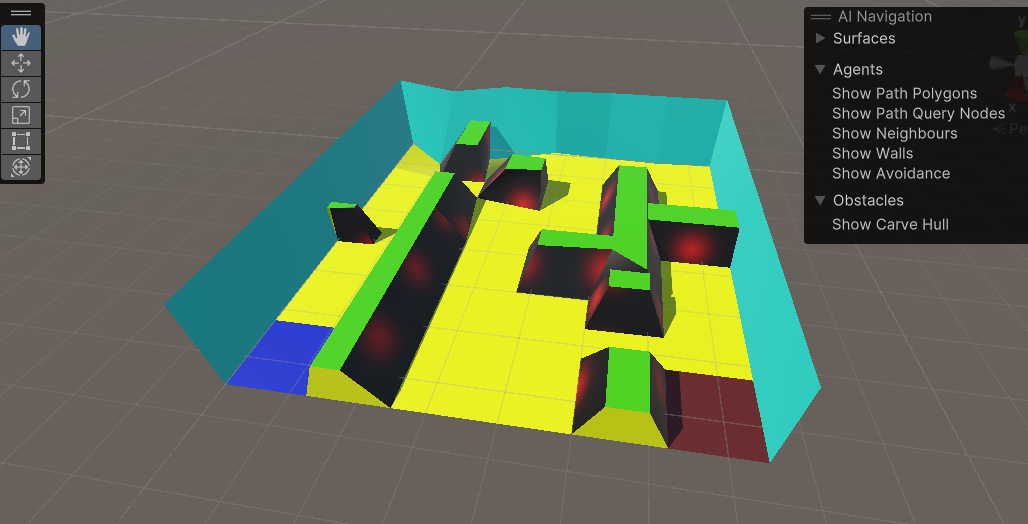 AI Navigation
Surfaces
Agents
Show Path Polygons
Show Path Query Nodes
Show Neighbours
Show Walls
Show Avoidance
Obstacles
Show Carve Hull
y
x